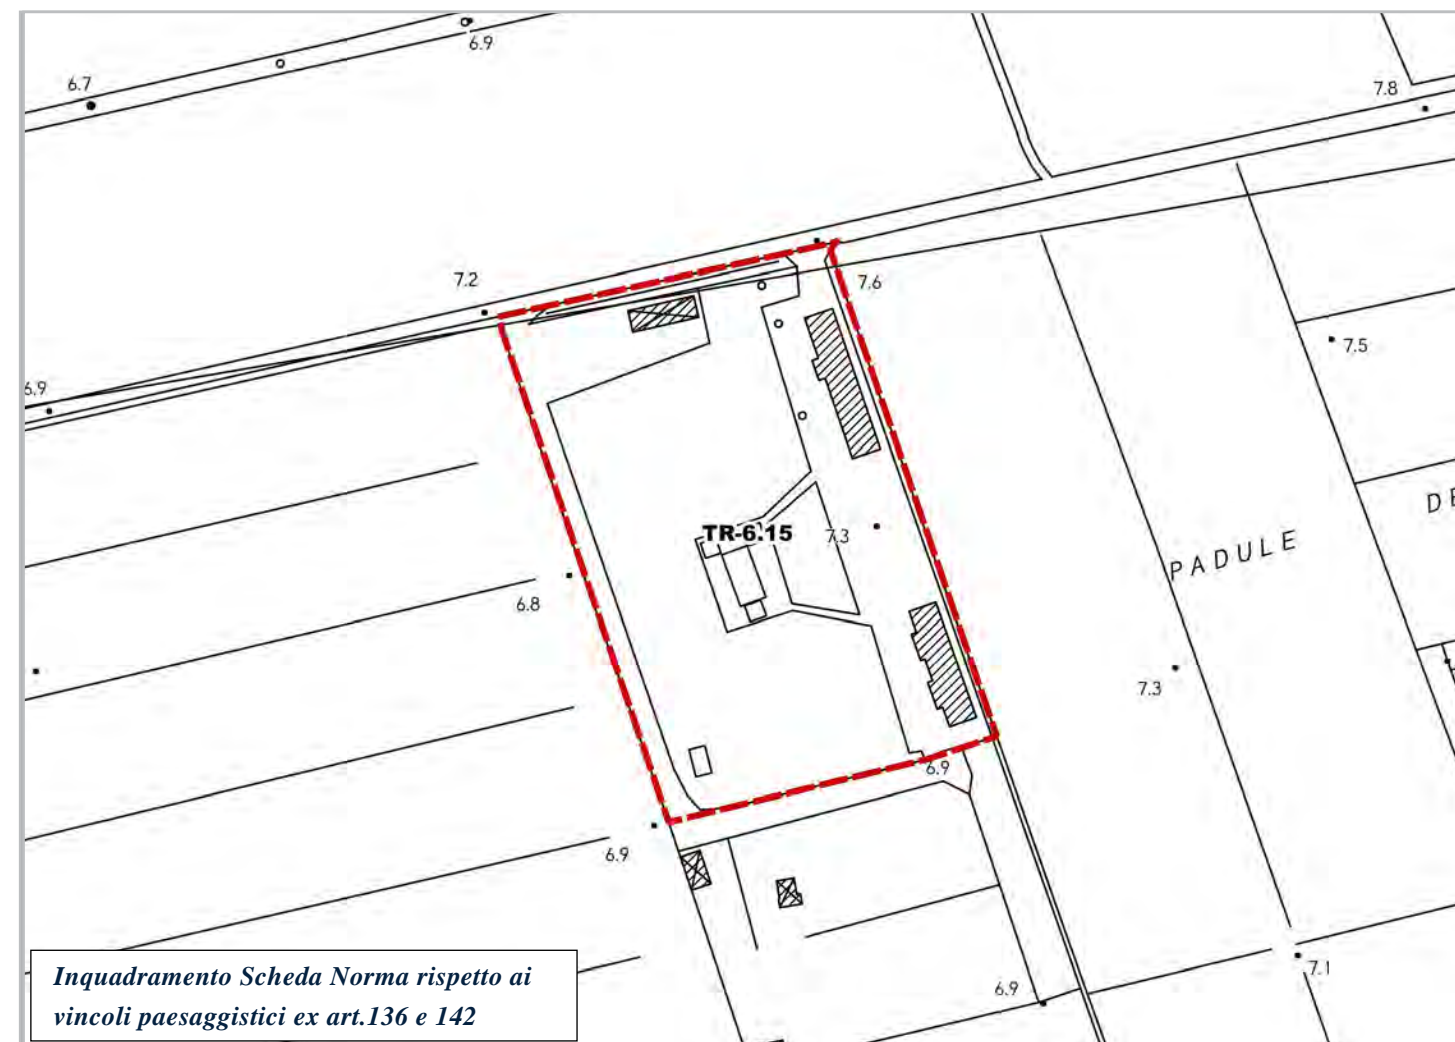 6.9
6.7
7.8
7.2
7.6
7.5
6.9
DE
TR-6.15
7.3
PADULE
6.8
7.3
6.9
6.9
7.1
6.9
Inquadramento Scheda Norma rispetto ai
vincoli paesaggistici ex art.136 e 142